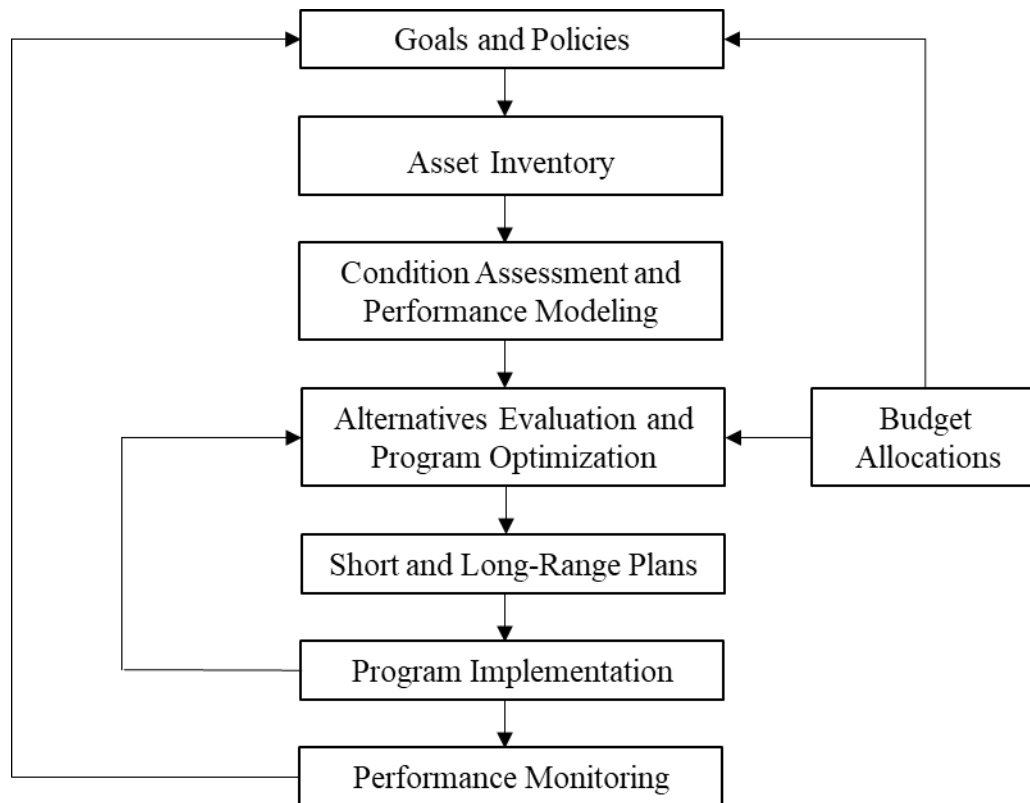 Goals and Policies
Asset Inventory
Condition Assessment and
Performance Modeling
Alternatives Evaluation and
Program Optimization
Budget
Allocations
Short and Long-Range Plans
Program Implementation
Performance Monitoring